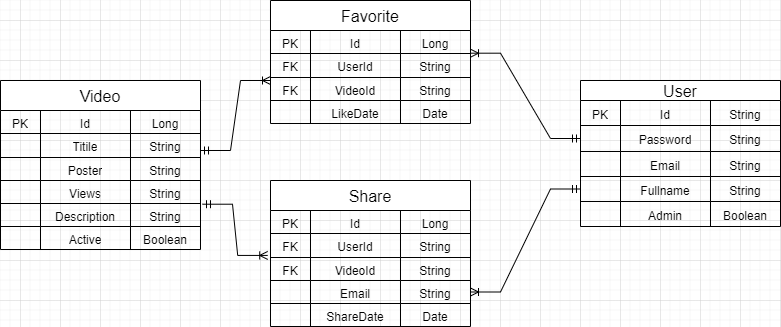 Favorite
PK Id Long
FK UserId String
FK VideoId String
LikeDate Date
Video
PK Id Long
Titile String
Poster String
Views String
Description String
Active Boolean
User
PK Id String
Password String
Email String
Fullname String
Admin Boolean
Share
PK Id Long
FK UserId String
FK VideoId String
Email String
ShareDate Date